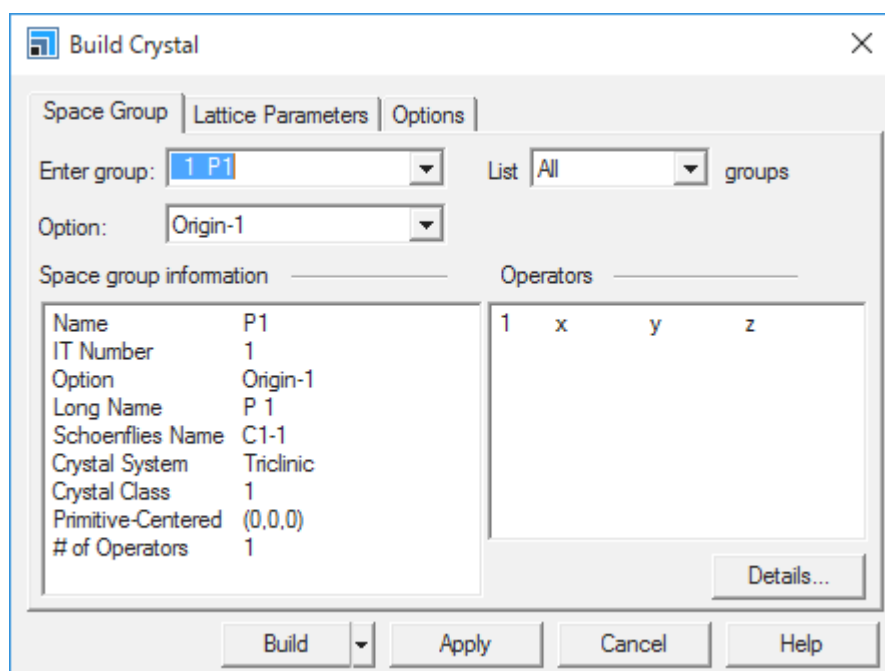 Build Crystal
Space Group Lattice Parameters Options
Enter group: 1 P1 List All groups
Option: Origin-1
Space group information Operators
Name P1 1 x y z
IT Number 1
Option Origin-1
Long Name P 1
Schoenflies Name C1-1
Crystal System Triclinic
Crystal Class 1
Primitive-Centered (0,0,0)
# of Operators 1
Details...
Build Apply Cancel Help